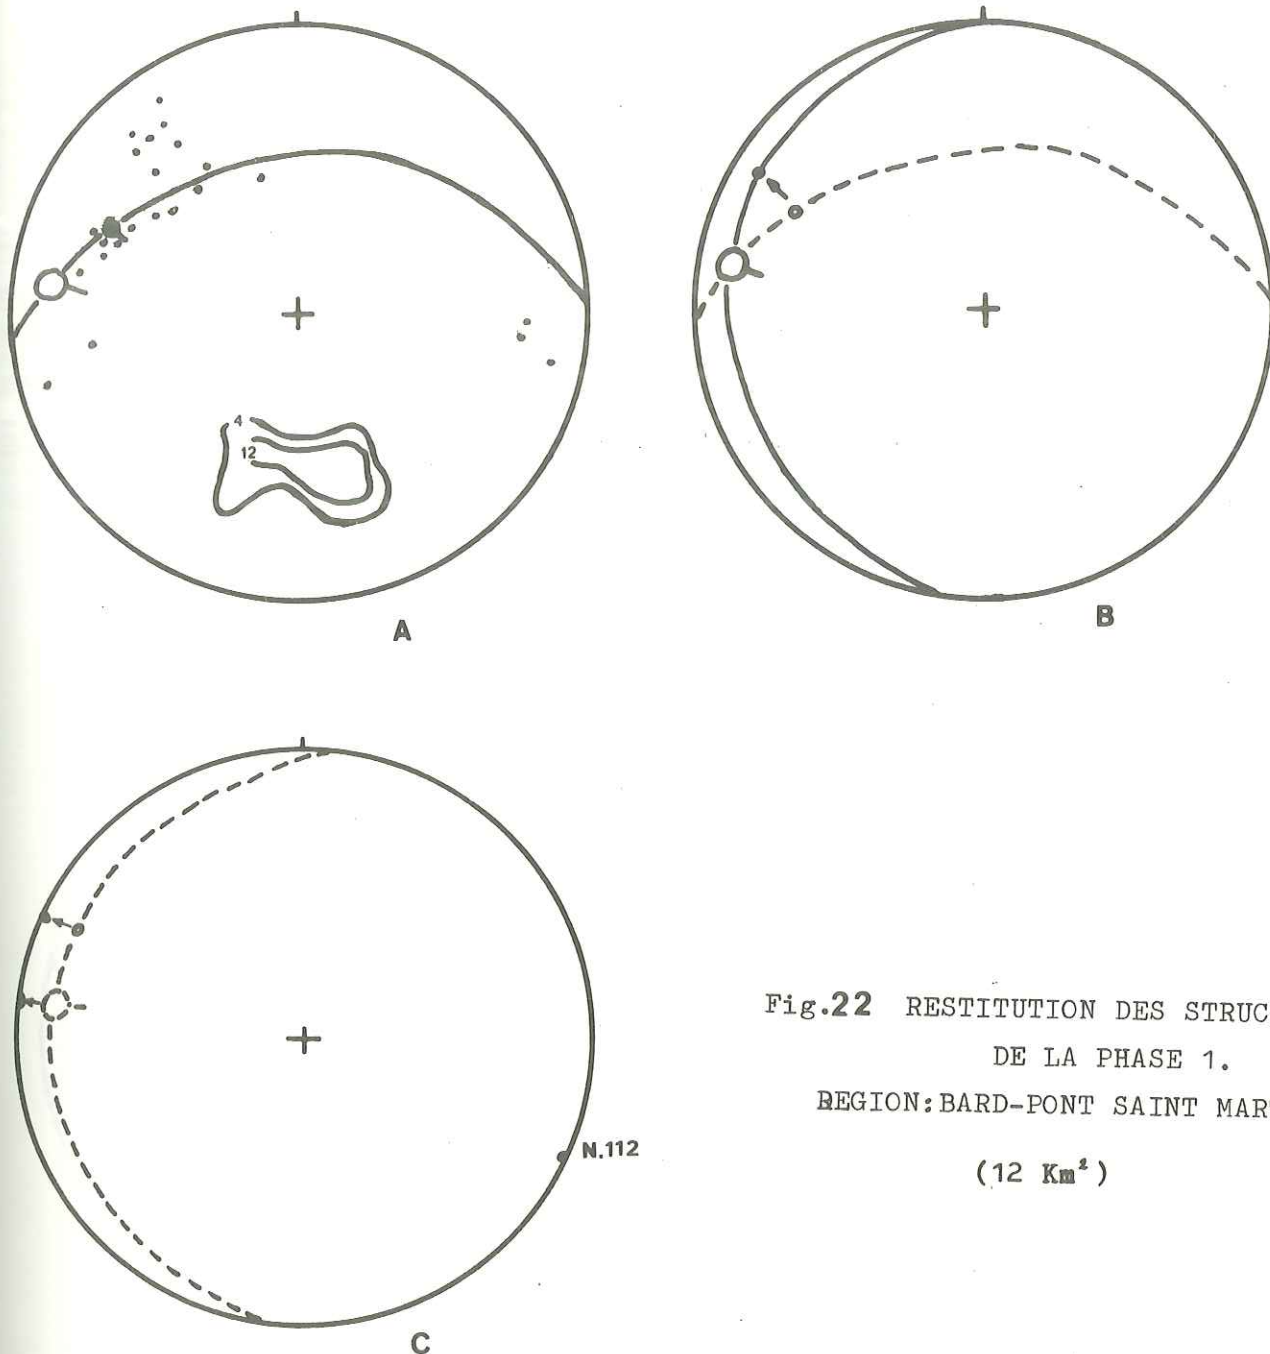 4
12
A
B
N.112
C
Fig.22 RESTITUTION DES STRUC
DE LA PHASE 1.
REGION:BARD-PONT SAINT MAR
(12 Km²)